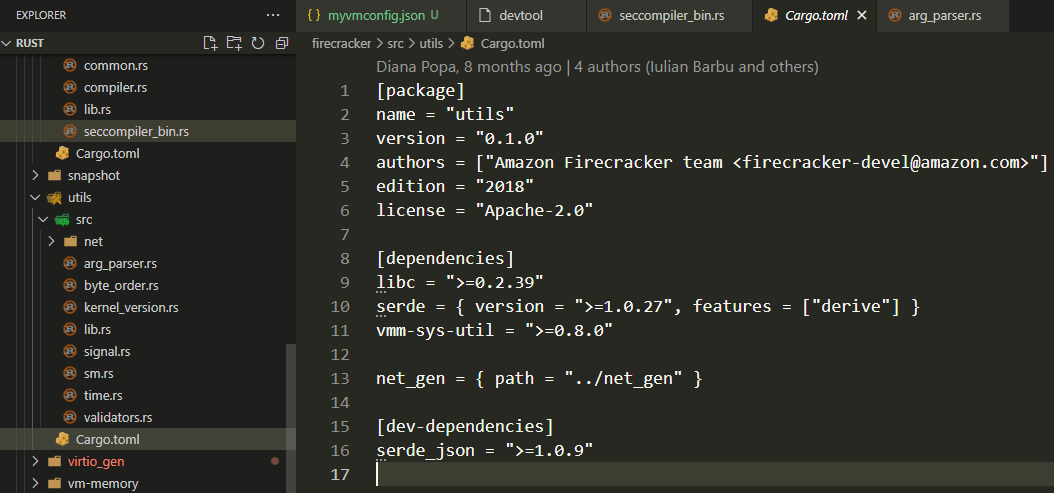 EXPLORER
RUST
common.rs
compiler.rs
lib.rs
seccompiler_bin.rs
Cargo.toml
snapshot
utils
src
net
arg_parser.rs
byte_order.rs
kernel_version.rs
lib.rs
signal.rs
sm.rs
time.rs
validators.rs
Cargo.toml
virtio_gen
vm-memory
{ } myvmconfig.json U
devtool
seccompiler_bin.rs
Cargo.toml
arg_parser.rs
firecracker > src > utils > Cargo.toml
Diana Popa, 8 months ago | 4 authors (Iulian Barbu and others)
1 [package]
2 name = "utils"
3 version = "0.1.0"
4 authors = ["Amazon Firecracker team <firecracker-devel@amazon.com>"]
5 edition = "2018"
6 license = "Apache-2.0"
7
8 [dependencies]
9 libc = ">=0.2.39"
10 serde = { version = ">=1.0.27", features = ["derive"] }
11 vmm-sys-util = ">=0.8.0"
12
13 net_gen = { path = "../net_gen" }
14
15 [dev-dependencies]
16 serde_json = ">=1.0.9"
17